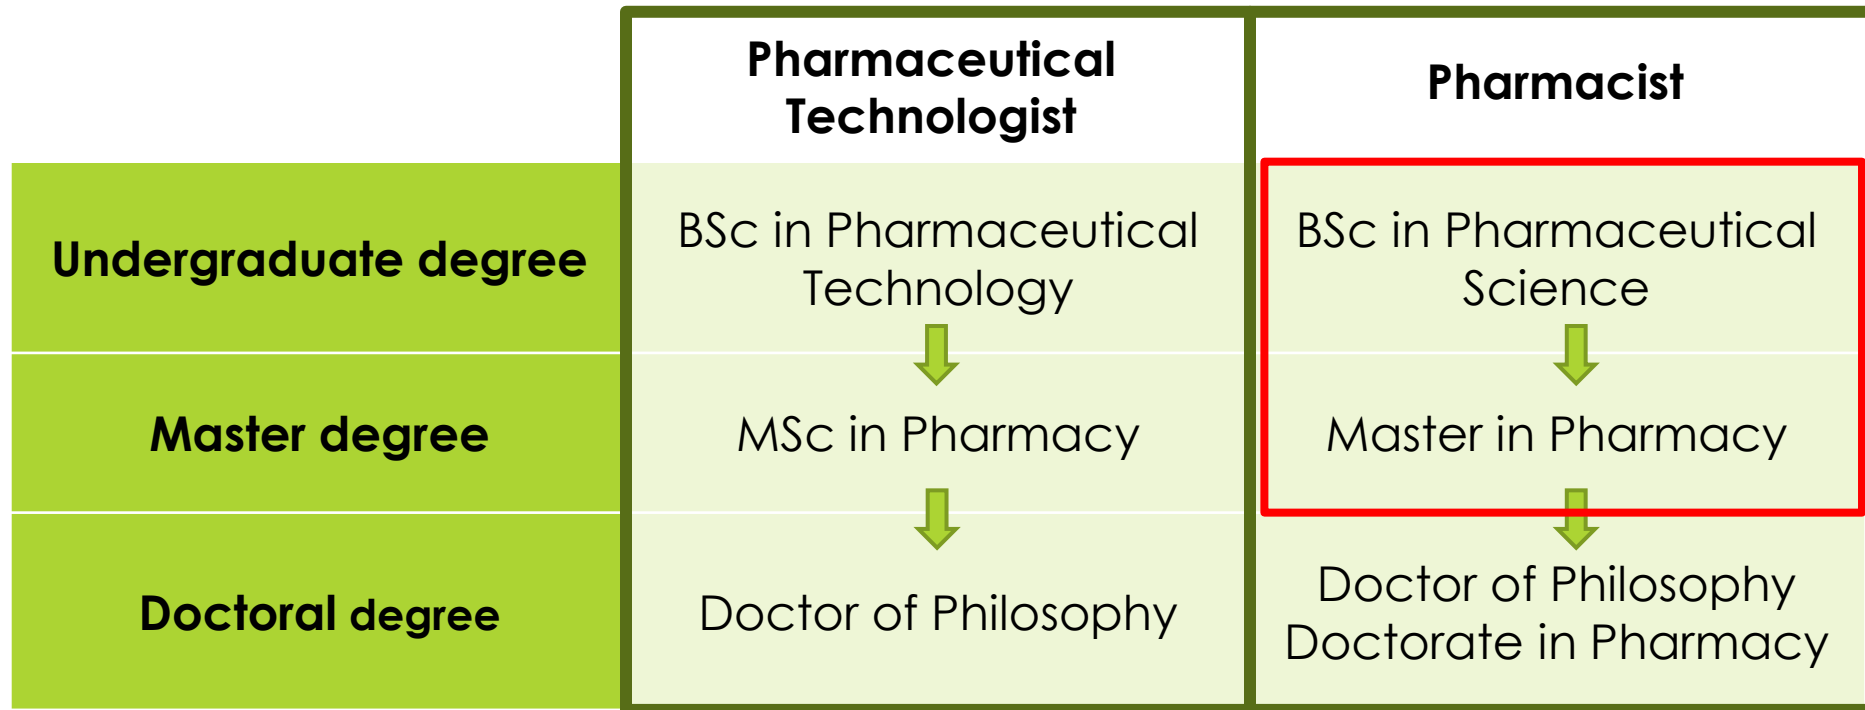 Pharmaceutical
Technologist
Pharmacist
Undergraduate degree
BSc in Pharmaceutical
Technology
BSc in Pharmaceutical
Science
Master degree
MSc in Pharmacy
Master in Pharmacy
Doctoral degree
Doctor of Philosophy
Doctor of Philosophy
Doctorate in Pharmacy